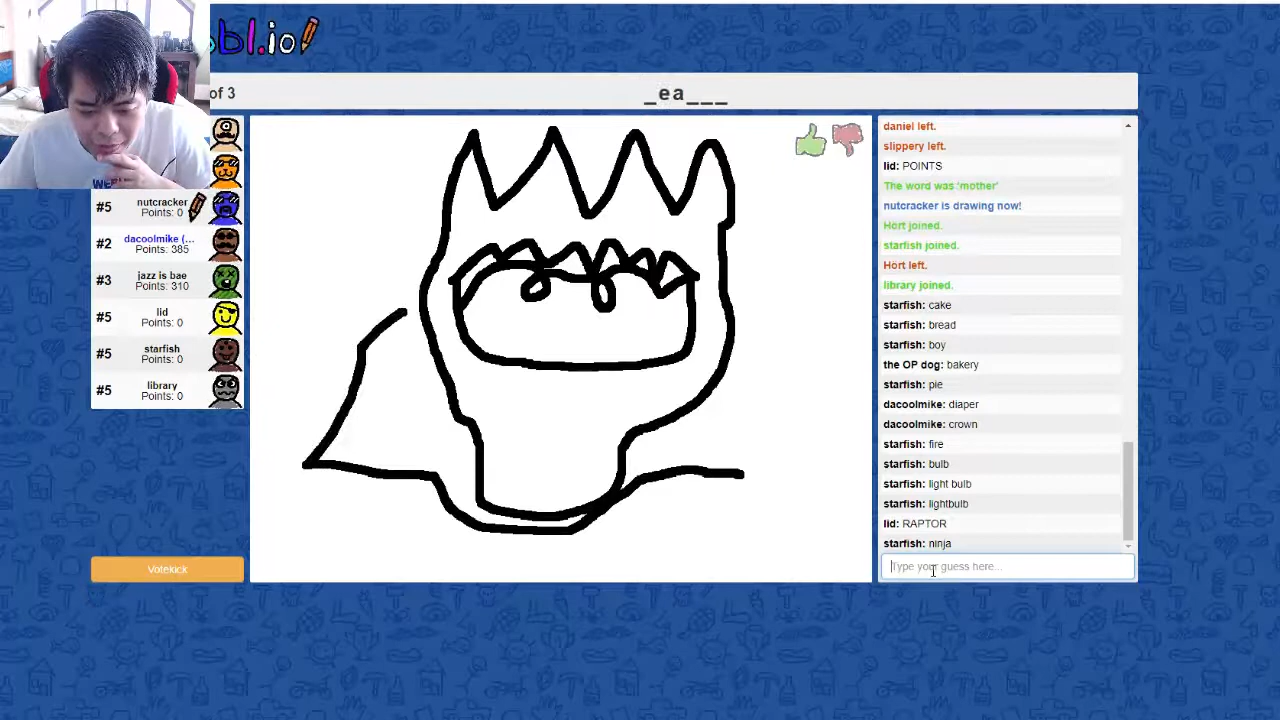 bl.io
of 3
_ea___
#5 nutcracker
Points: 0
#2 dacoolmike (...
Points: 385
#3 jazz is bae
Points: 310
#5 lid
Points: 0
#5 starfish
Points: 0
#5 library
Points: 0
Votekick
daniel left.
slippery left.
lid: POINTS
The word was 'mother'
nutcracker is drawing now!
Hört joined.
starfish joined.
Hört left.
library joined.
starfish: cake
starfish: bread
starfish: boy
the OP dog: bakery
starfish: pie
dacoolmike: diaper
dacoolmike: crown
starfish: fire
starfish: bulb
starfish: light bulb
starfish: lightbulb
lid: RAPTOR
starfish: ninja
Type your guess here...